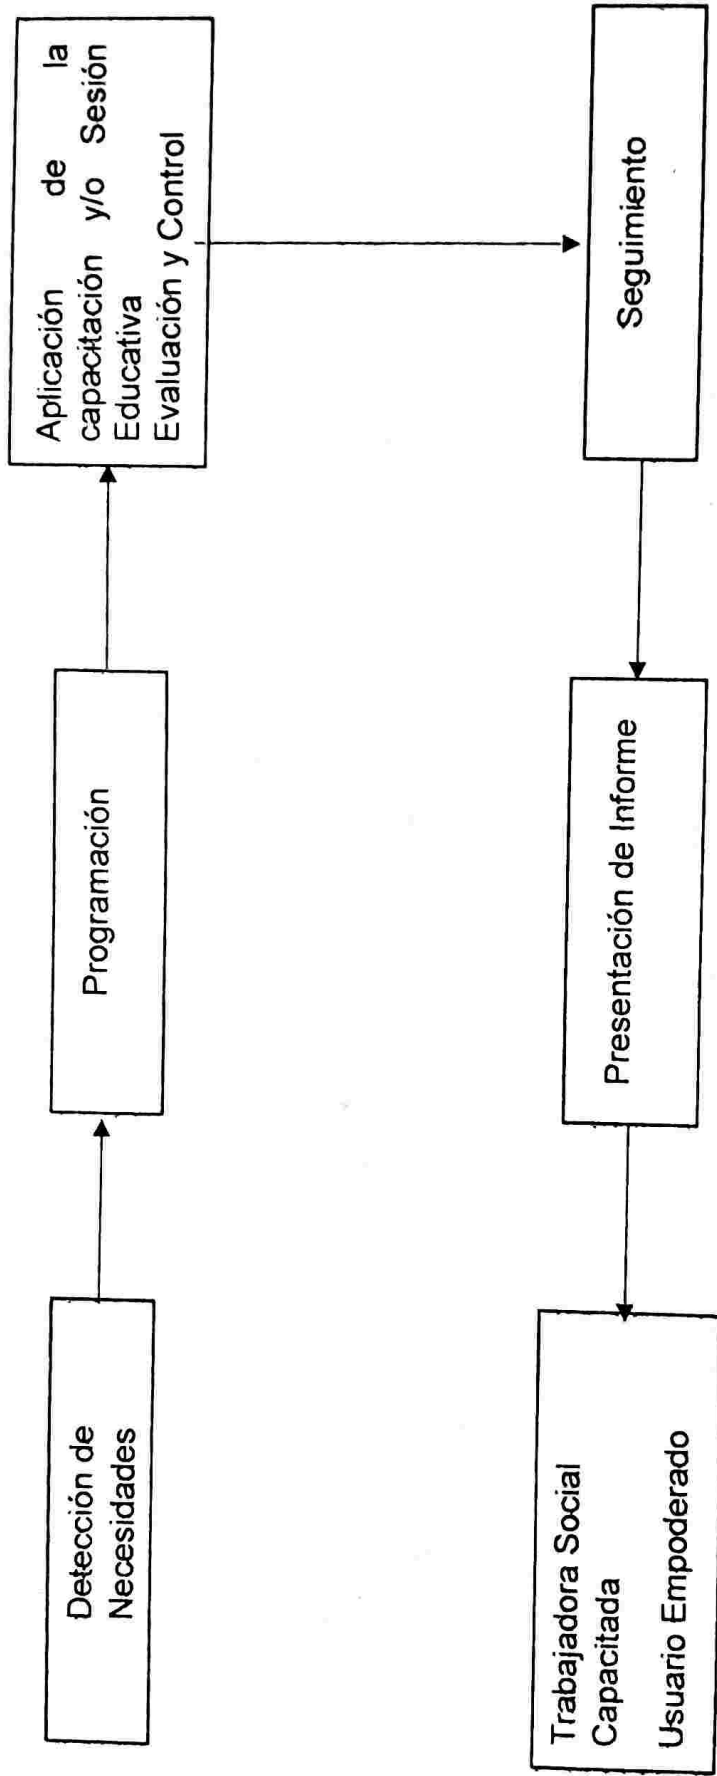 Detección de
Necesidades
Programación
Aplicación de la
capacitación y/o Sesión
Educativa
Evaluación y Control
Seguimiento
Presentación de Informe
Trabajadora Social
Capacitada
Usuario Empoderado